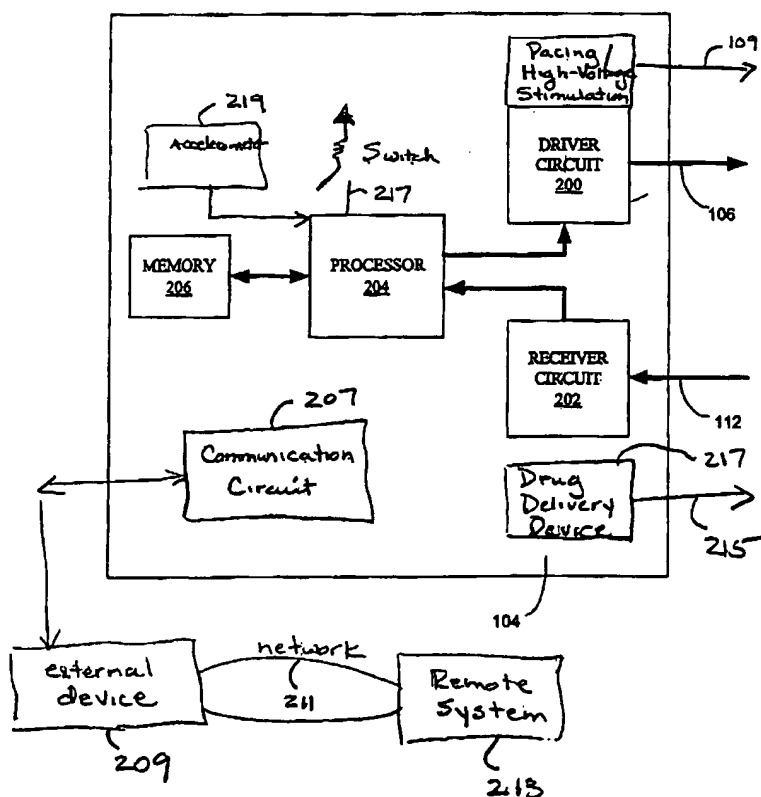 Pacing/
High-Voltage
Stimulation
109
219
Accelerometer
Switch
217
DRIVER
CIRCUIT
200
106
MEMORY
206
PROCESSOR
204
RECEIVER
CIRCUIT
202
112
207
Communication
Circuit
217
Drug
Delivery
Device
215
104
external
device
209
network
211
Remote
System
213